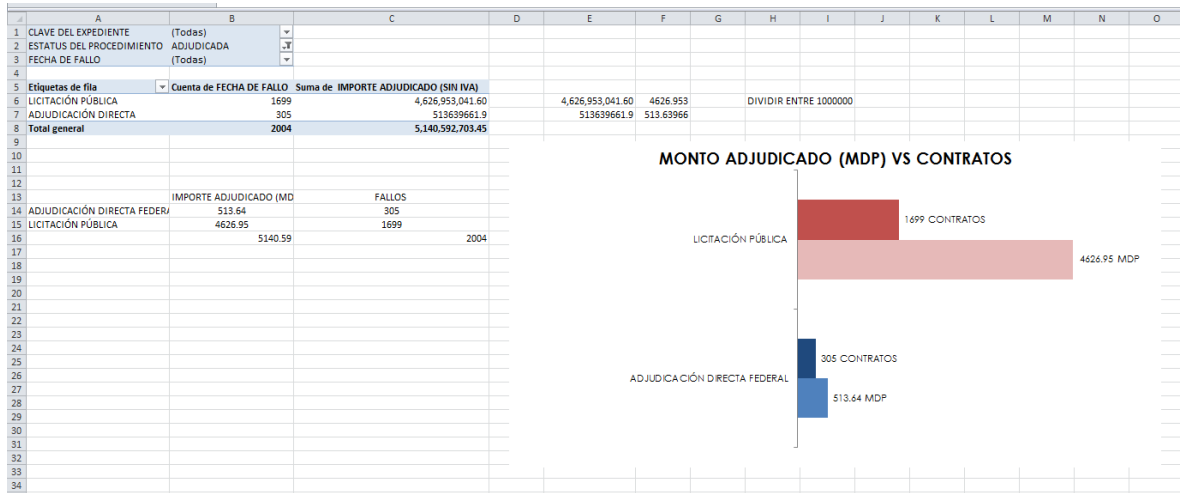 A B C D E F G H I J K L M N O
1 CLAVE DEL EXPEDIENTE (Todas)
2 ESTATUS DEL PROCEDIMIENTO ADJUDICADA
3 FECHA DE FALLO (Todas)
4
5 Etiquetas de fila Cuenta de FECHA DE FALLO Suma de IMPORTE ADJUDICADO (SIN IVA)
6 LICITACIÓN PÚBLICA 1699 4,626,953,041.60 4,626,953,041.60 4626.953 DIVIDIR ENTRE 1000000
7 ADJUDICACIÓN DIRECTA 305 513639661.9 513639661.9 513.63966
8 Total general 2004 5,140,592,703.45
9
10
11
12
13 IMPORTE ADJUDICADO (MD FALLOS
14 ADJUDICACIÓN DIRECTA FEDERA 513.64 305
15 LICITACIÓN PÚBLICA 4626.95 1699
16 5140.59 2004
17
18
19
20
21
22
23
24
25
26
27
28
29
30
31
32
33
34
MONTO ADJUDICADO (MDP) VS CONTRATOS
1699 CONTRATOS
LICITACIÓN PÚBLICA
4626.95 MDP
305 CONTRATOS
ADJUDICACIÓN DIRECTA FEDERAL
513.64 MDP